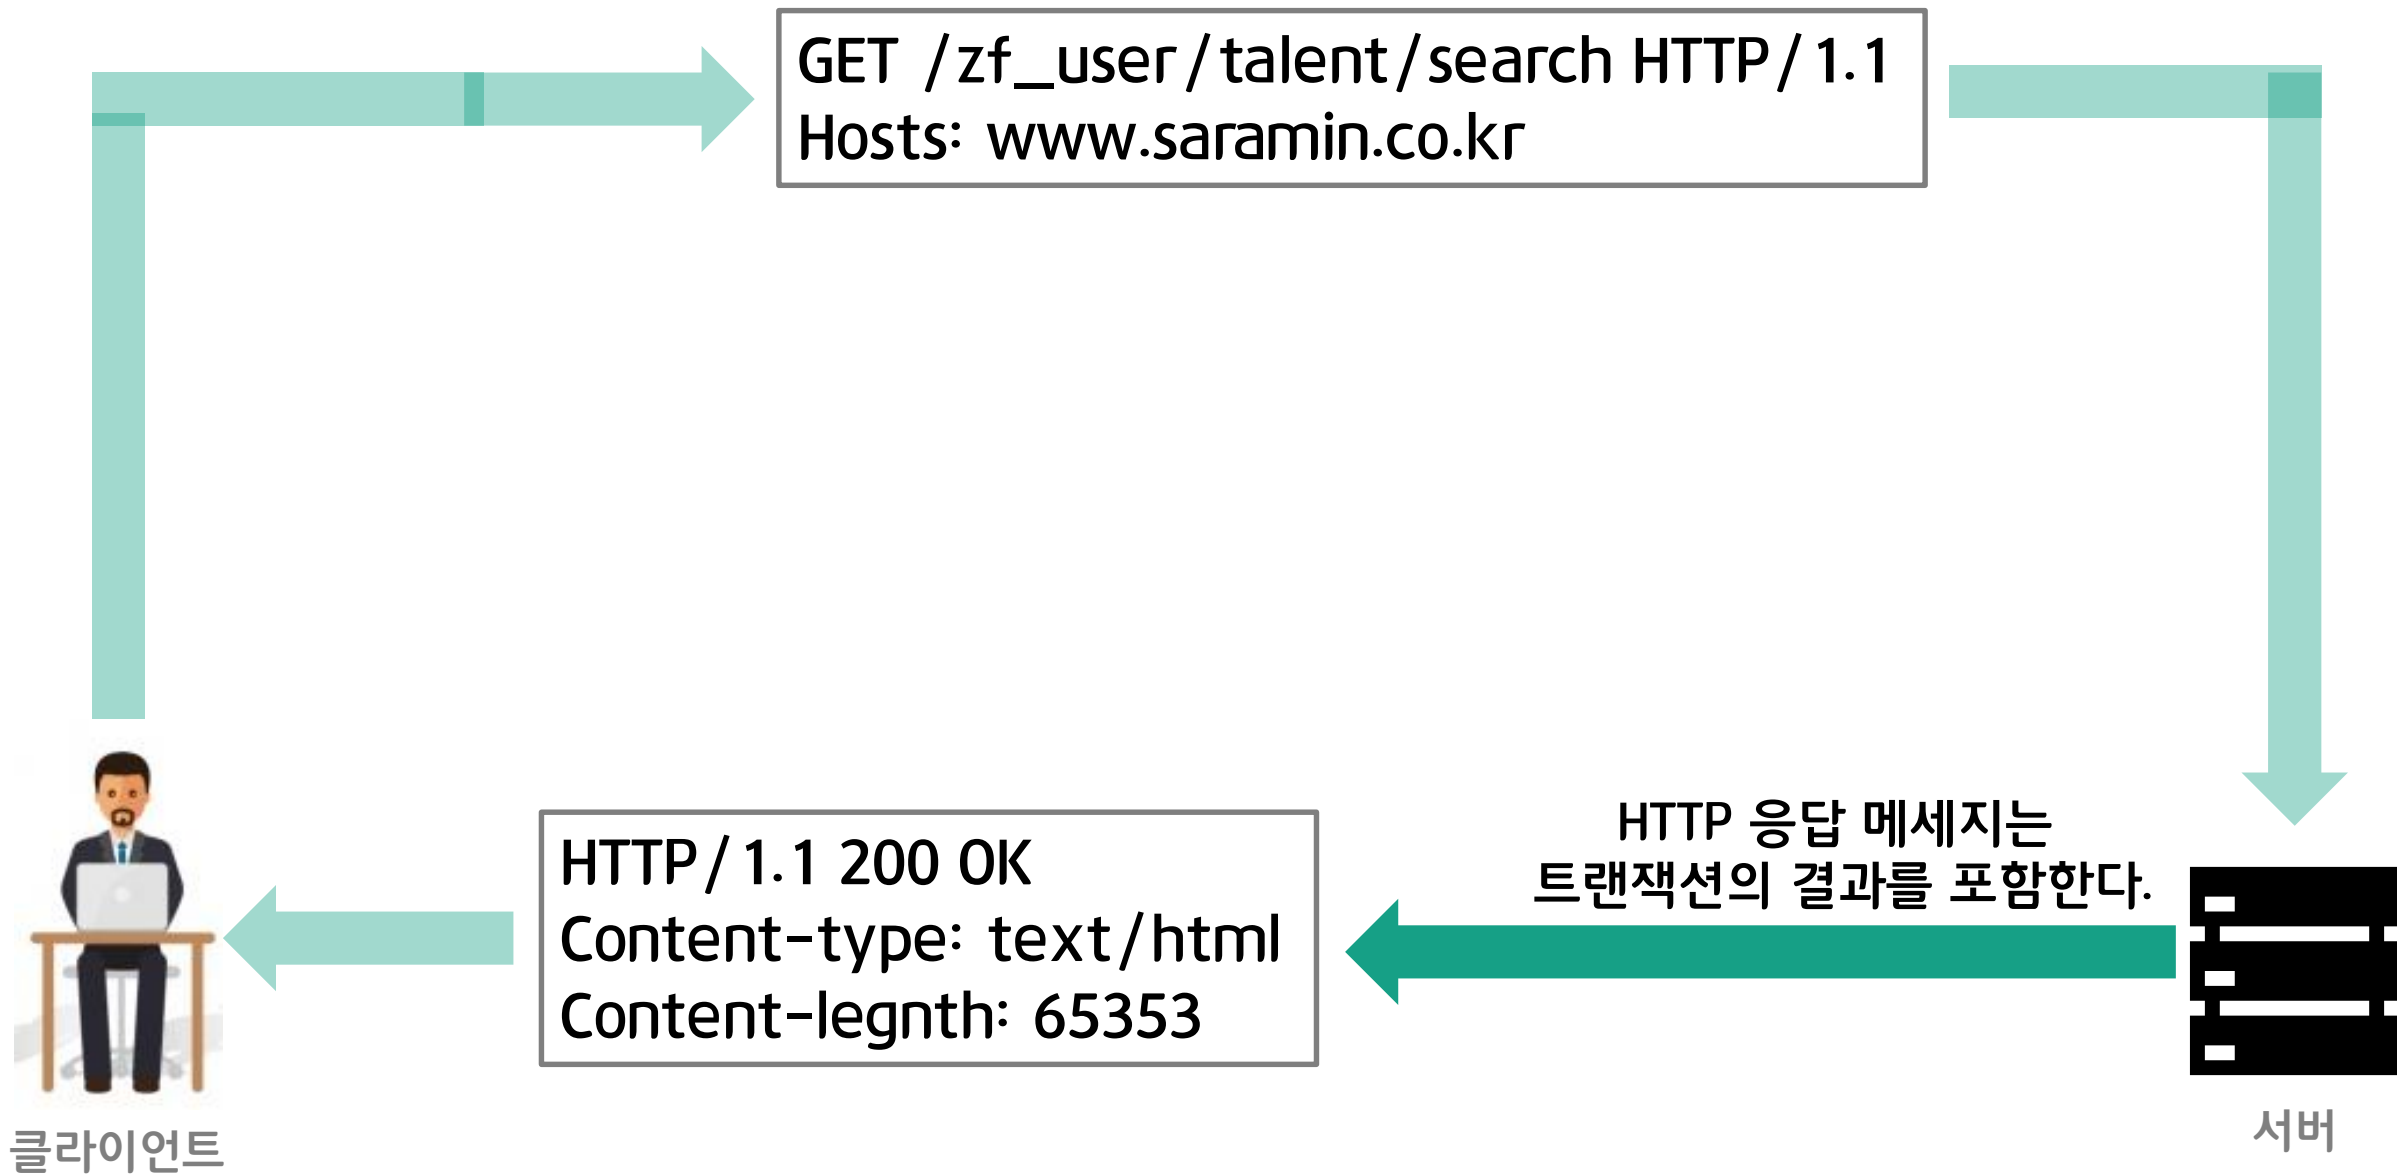 GET /zf_user/talent/search HTTP/1.1
Hosts: www.saramin.co.kr
HTTP 응답 메세지는
트랜잭션의 결과를 포함한다.
HTTP/1.1 200 OK
Content-type: text/html
Content-legnth: 65353
클라이언트
서버